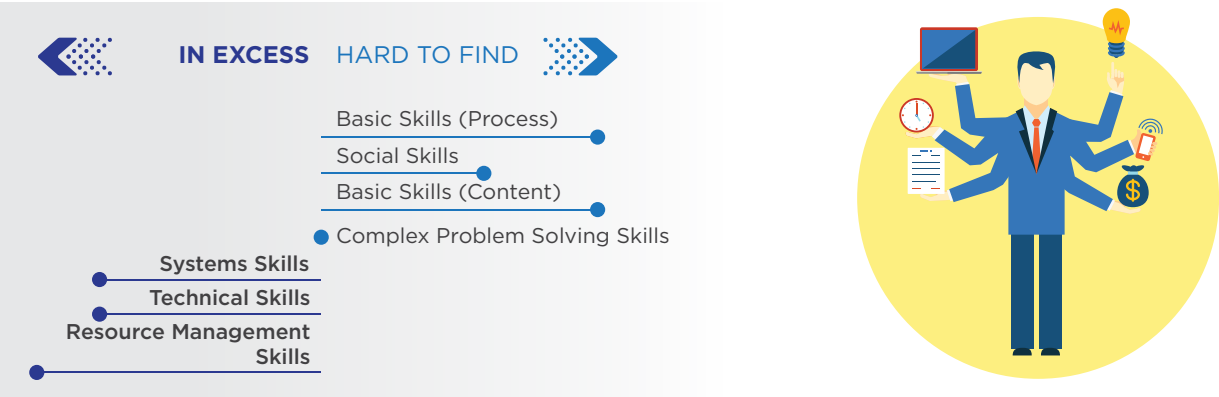 IN EXCESS HARD TO FIND
Basic Skills (Process)
Social Skills
Basic Skills (Content)
Complex Problem Solving Skills
Systems Skills
Technical Skills
Resource Management
Skills
$